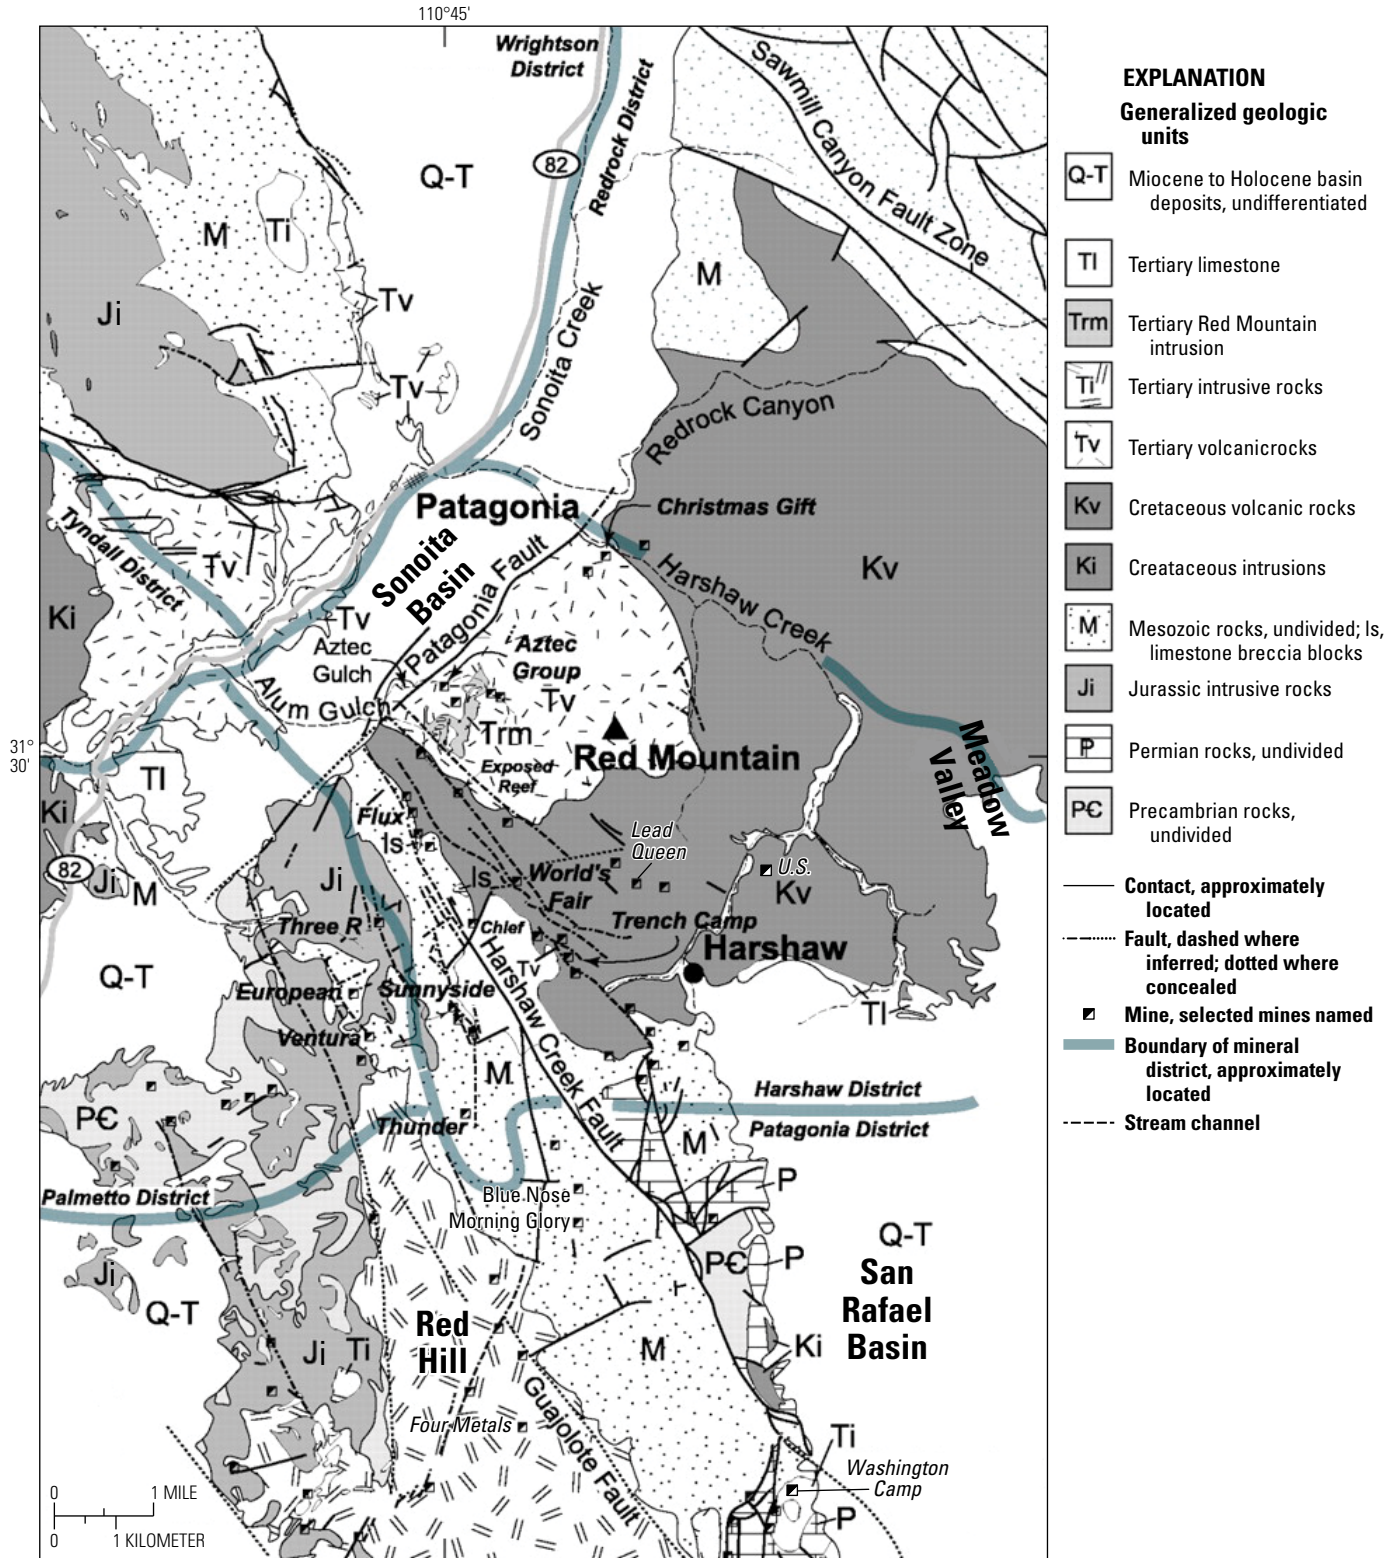 110°45'
Wrightson
District
Redrock District
82
Q-T
Sawmill Canyon Fault Zone
M
Ti
M
Tv
Ji
Sonoita Creek
Tv
Redrock Canyon
Patagonia
Christmas Gift
Tyndall District
Tv
Sonoita
Basin
Patagonia Fault
Harshaw Creek
Kv
Ki
Tv
Aztec
Gulch
Aztec
Group
Tv
Alum Gulch
Trm
Red Mountain
Exposed
Reef
31°
30'
Meadow
Valley
Tl
Ki
Flux
ls
Lead
Queen
82
Ji
M
Ji
ls
World's
Fair
U.S.
Kv
Three R
Chief
Trench Camp
Harshaw
Q-T
Tv
European
Sunnyside
Harshaw Creek Fault
Tl
Ventura
M
Harshaw District
PЄ
Thunder
Patagonia District
M
P
Palmetto District
Blue Nose
Morning Glory
Q-T
PЄ
P
Ji
Q-T
San
Rafael
Basin
Red
Hill
Ji
Ti
M
Ki
Guajolote Fault
Four Metals
Ti
Washington
Camp
P
0
1 MILE
0
1 KILOMETER
EXPLANATION
Generalized geologic
units
Q-T
Miocene to Holocene basin
deposits, undifferentiated
Tl
Tertiary limestone
Trm
Tertiary Red Mountain
intrusion
Ti
Tertiary intrusive rocks
Tv
Tertiary volcanicrocks
Kv
Cretaceous volcanic rocks
Ki
Creataceous intrusions
M
Mesozoic rocks, undivided; ls,
limestone breccia blocks
Ji
Jurassic intrusive rocks
P
Permian rocks, undivided
PЄ
Precambrian rocks,
undivided
Contact, approximately
located
Fault, dashed where
inferred; dotted where
concealed
Mine, selected mines named
Boundary of mineral
district, approximately
located
Stream channel